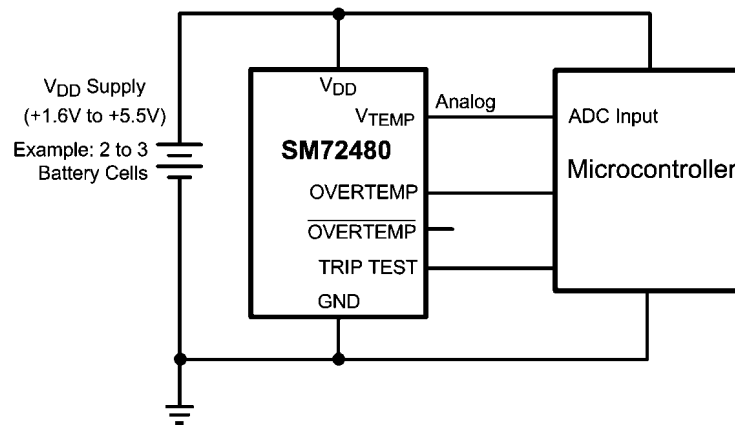 V_DD Supply
(+1.6V to +5.5V)
Example: 2 to 3
Battery Cells
V_DD
V_TEMP
SM72480
OVERTEMP
OVERTEMP
TRIP TEST
GND
Analog
ADC Input
Microcontroller